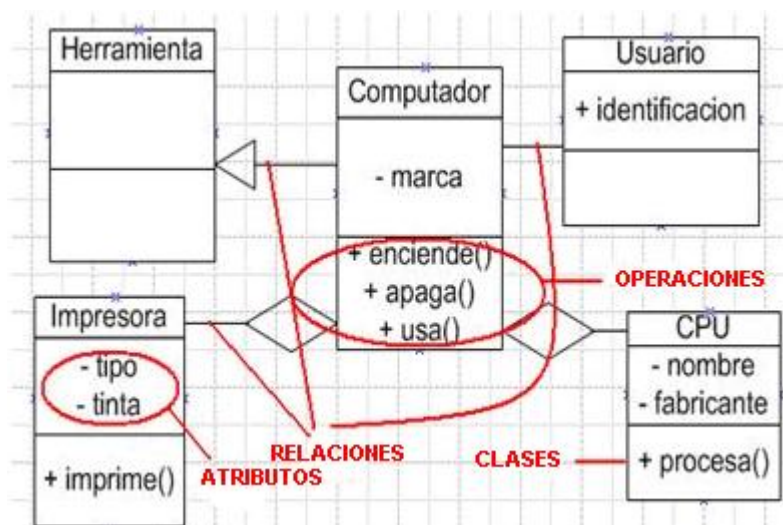 Herramienta
Computador
- marca
+ enciende()
+ apaga()
+ usa()
Usuario
+ identificacion
OPERACIONES
Impresora
- tipo
- tinta
+ imprime()
RELACIONES
ATRIBUTOS
CPU
- nombre
- fabricante
+ procesa()
CLASES